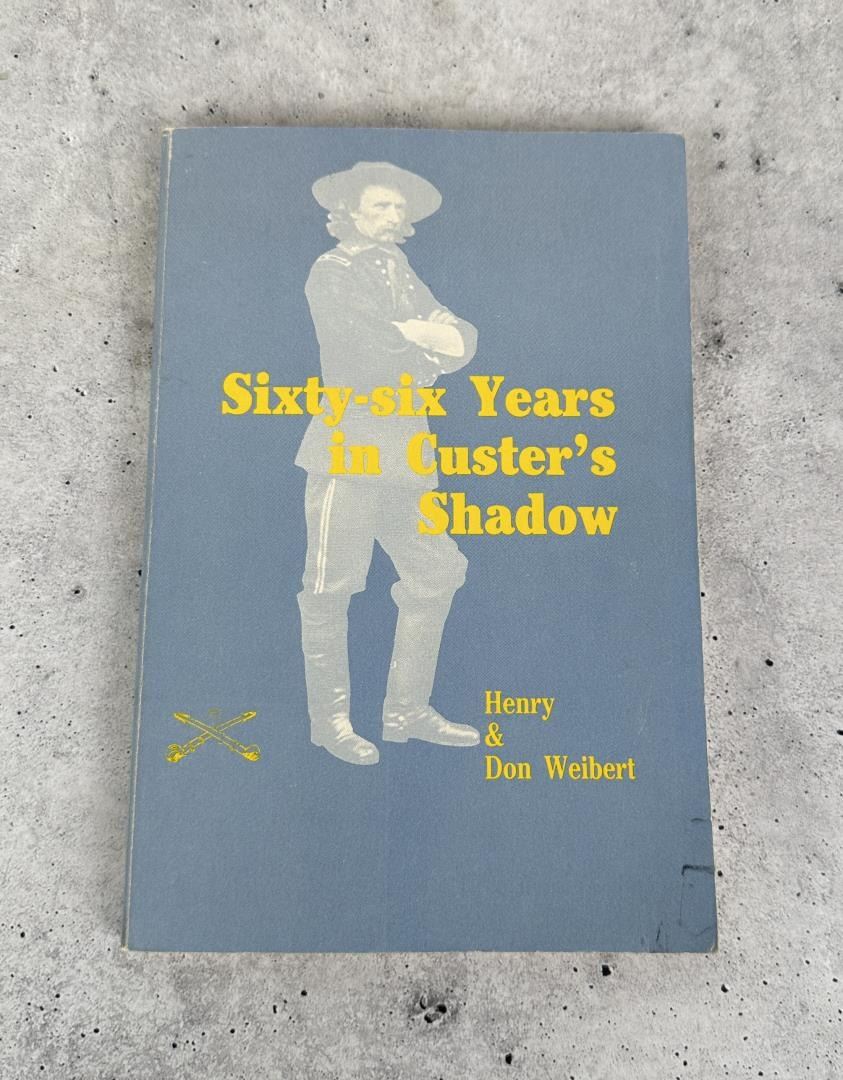 Sixty-six Years
in Custer's
Shadow
Henry
&
Don Weibert